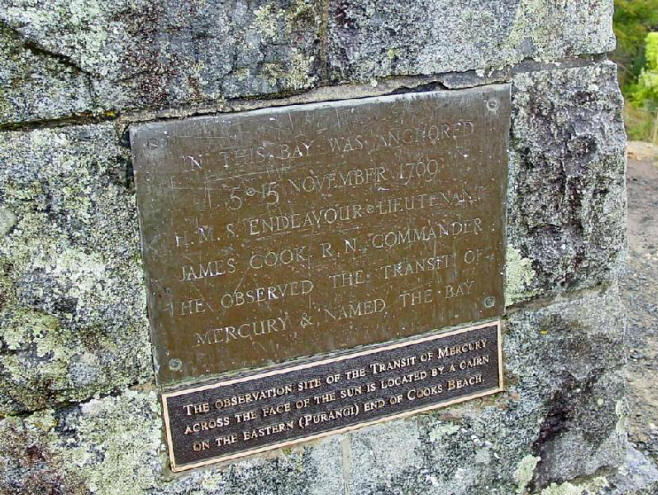 IN THIS BAY WAS ANCHORED
5-15 NOVEMBER 1769
H.M.S. ENDEAVOUR · LIEUTENANT
JAMES COOK, R.N. COMMANDER
HE OBSERVED THE TRANSIT OF
MERCURY & NAMED THE BAY
THE OBSERVATION SITE OF THE TRANSIT OF MERCURY
ACROSS THE FACE OF THE SUN IS LOCATED BY A CAIRN
ON THE EASTERN (PURANGI) END OF COOKS BEACH.